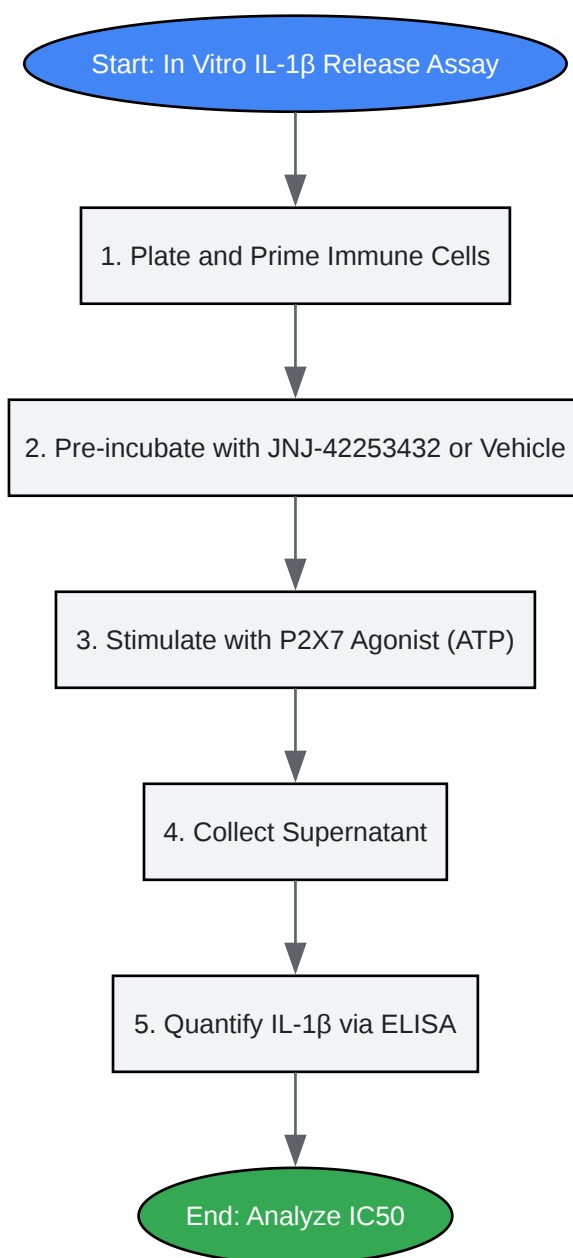 Start: In Vitro IL-1β Release Assay
1. Plate and Prime Immune Cells
2. Pre-incubate with JNJ-42253432 or Vehicle
3. Stimulate with P2X7 Agonist (ATP)
4. Collect Supernatant
5. Quantify IL-1β via ELISA
End: Analyze IC50